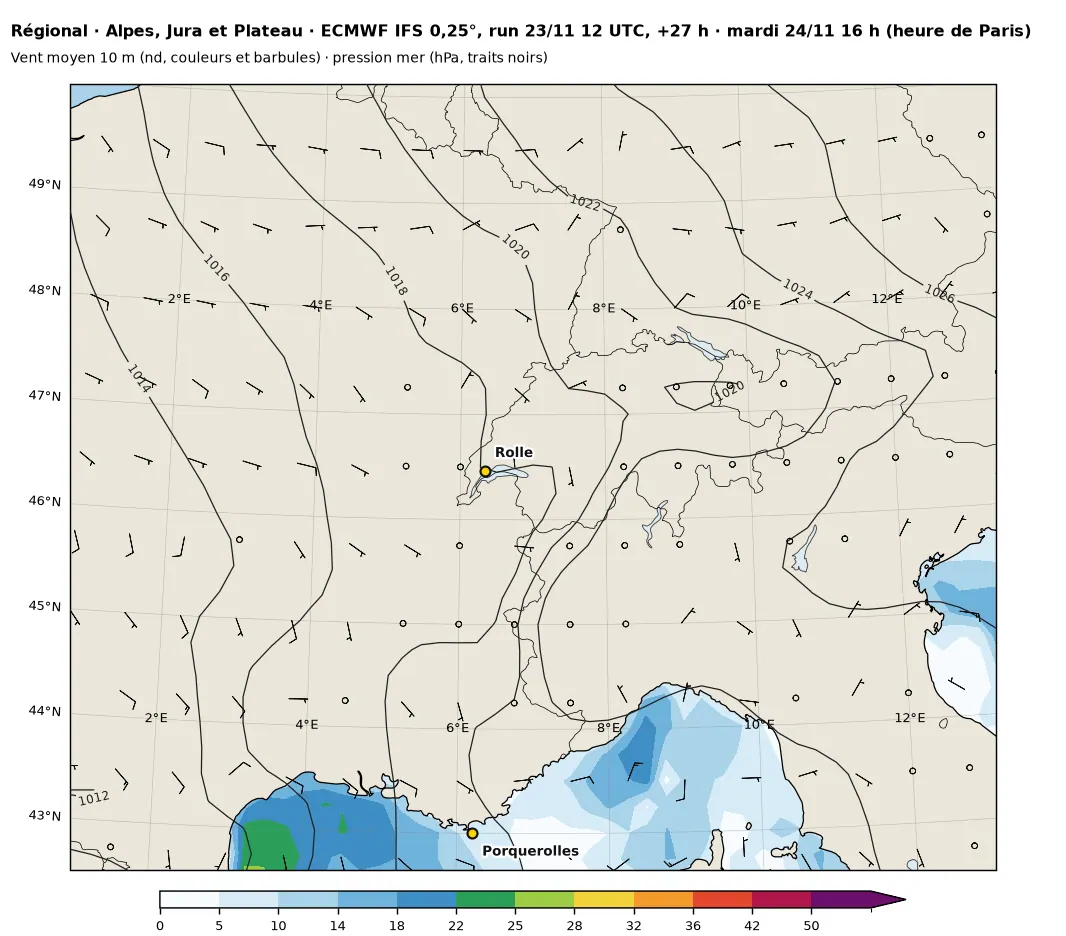 Régional · Alpes, Jura et Plateau · ECMWF IFS 0,25°, run 23/11 12 UTC, +27 h · mardi 24/11 16 h (heure de Paris)
Vent moyen 10 m (nd, couleurs et barbules) · pression mer (hPa, traits noirs)
49°N
1022
1020
1016
1018
1024
48°N
2°E
4°E
6°E
8°E
10°E
12°E
1026
1014
47°N
1020
Rolle
46°N
45°N
44°N
2°E
4°E
6°E
8°E
10°E
12°E
1012
43°N
Porquerolles
0 5 10 14 18 22 25 28 32 36 42 50